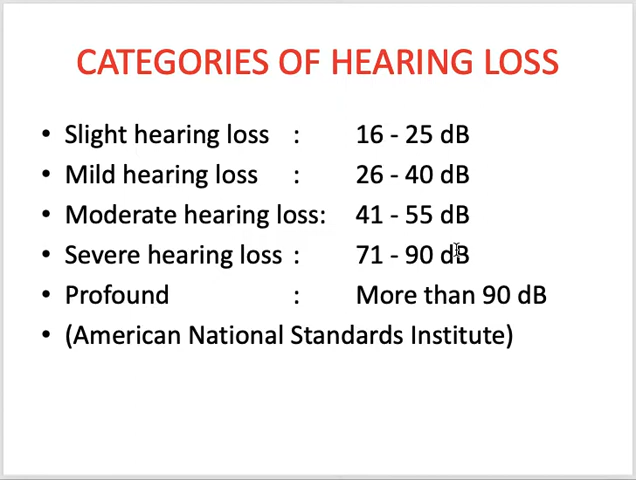 CATEGORIES OF HEARING LOSS
• Slight hearing loss : 16 - 25 dB
• Mild hearing loss : 26 - 40 dB
• Moderate hearing loss: 41 - 55 dB
• Severe hearing loss : 71 - 90 dB
• Profound : More than 90 dB
• (American National Standards Institute)